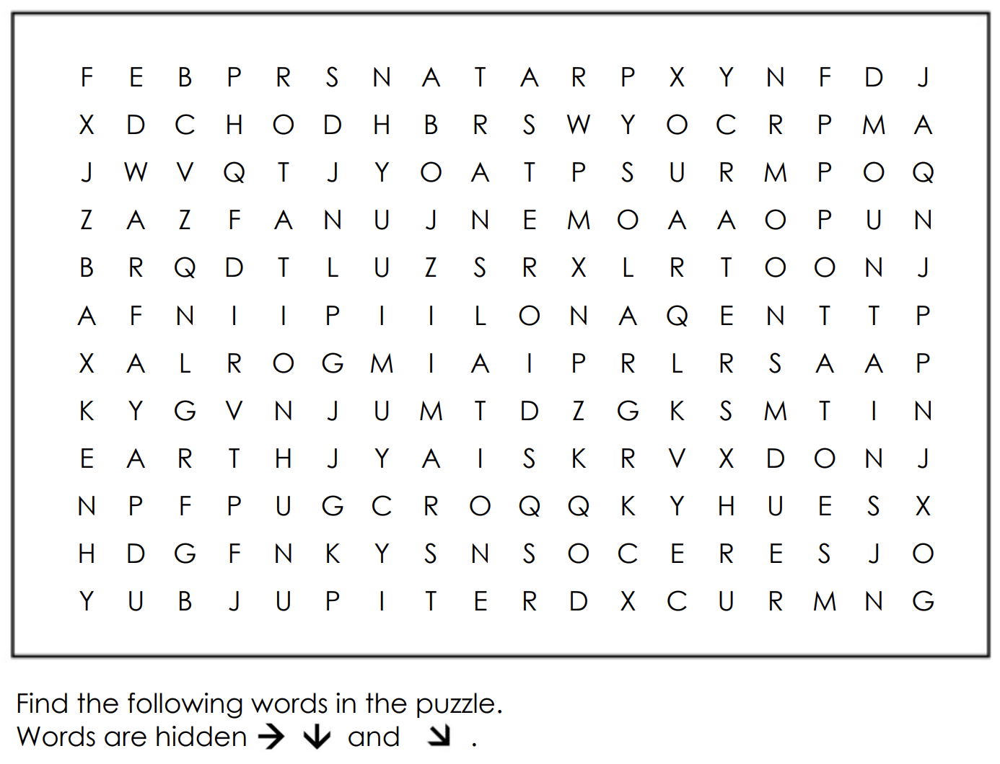 F E B P R S N A T A R P X Y N F D J
X D C H O D H B R S W Y O C R P M A
J W V Q T J Y O A T P S U R M P O Q
Z A Z F A N U J N E M O A A O P U N
B R Q D T L U Z S R X L R T O O N J
A F N I I P I I L O N A Q E N T T P
X A L R O G M I A I P R L R S A A P
K Y G V N J U M T D Z G K S M T I N
E A R T H J Y A I S K R V X D O N J
N P F P U G C R O Q Q K Y H U E S X
H D G F N K Y S N S O C E R E S J O
Y U B J U P I T E R D X C U R M N G
Find the following words in the puzzle.
Words are hidden → ↓ and ↘ .